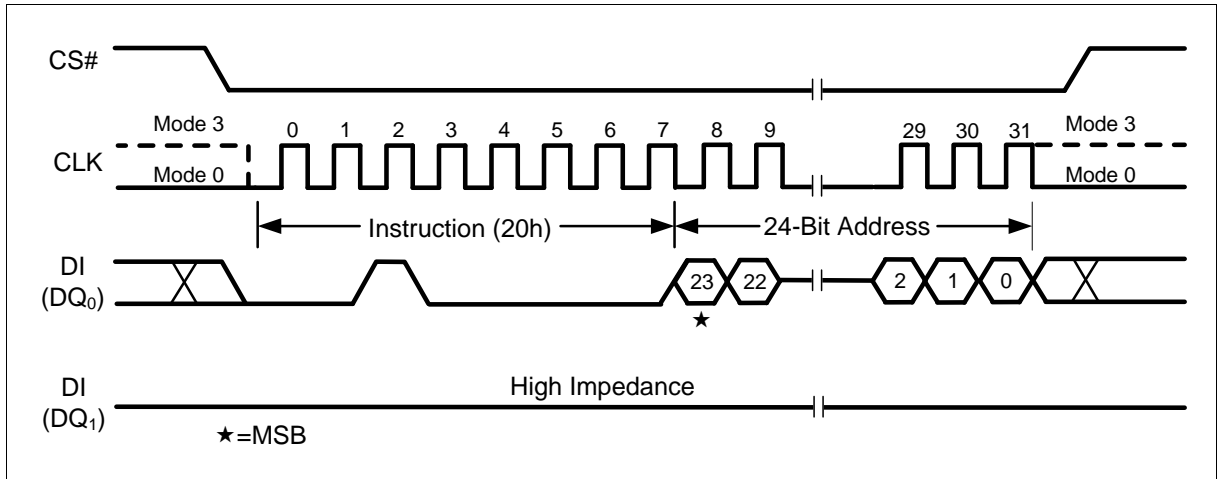 CS#
Mode 3 0 1 2 3 4 5 6 7 8 9 29 30 31 Mode 3
CLK
Mode 0 Mode 0
Instruction (20h) 24-Bit Address
DI
(DQ₀)
23 22 2 1 0
★
DI
(DQ₁)
High Impedance
★=MSB